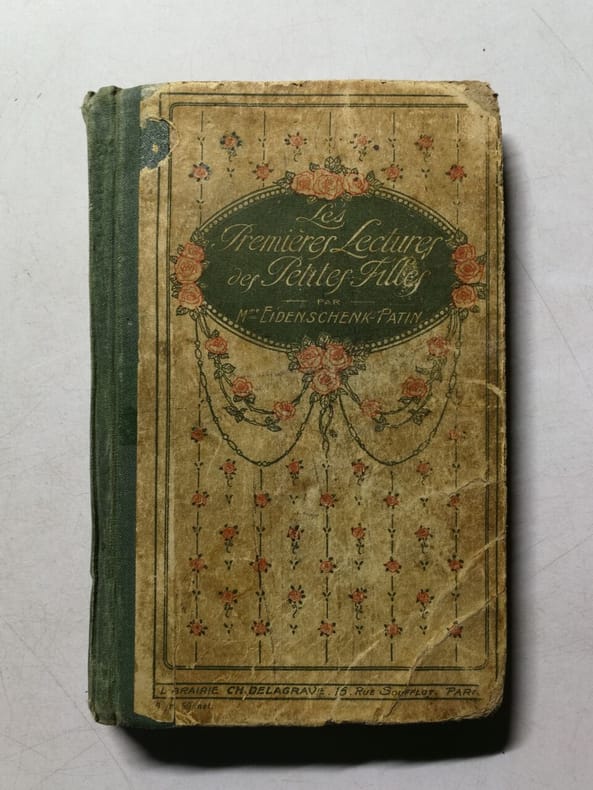 Les
Premières Lectures
des Petites Filles
PAR
Mme EIDENSCHENK-PATIN
LIBRAIRIE CH. DELAGRAVE. 15, RUE SOUFFLOT. PARIS